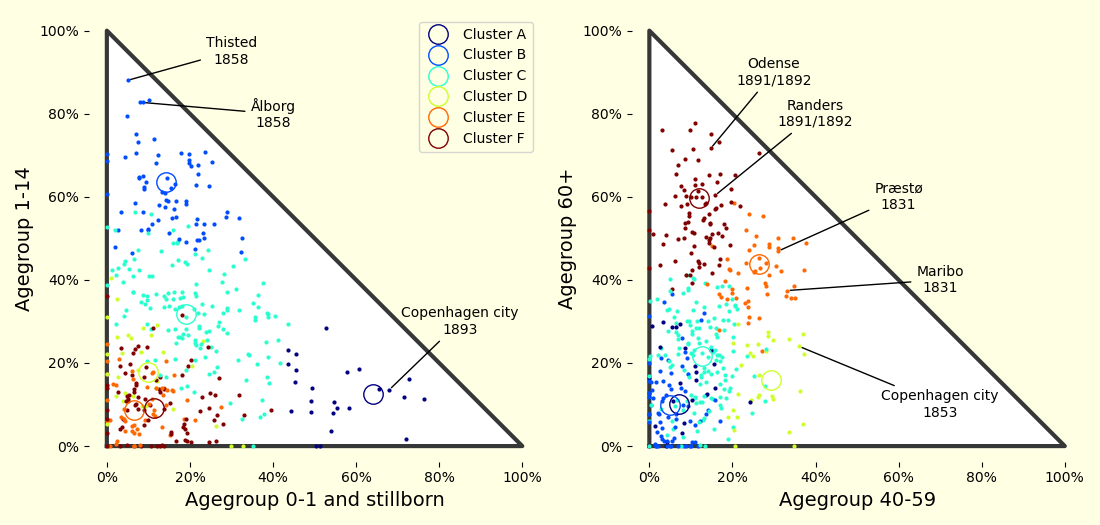 100%
80%
60%
40%
20%
0%
Agegroup 1-14
0%
20%
40%
60%
80%
100%
Agegroup 0-1 and stillborn
Thisted
1858
Ålborg
1858
Copenhagen city
1893
Cluster A
Cluster B
Cluster C
Cluster D
Cluster E
Cluster F
100%
80%
60%
40%
20%
0%
Agegroup 60+
0%
20%
40%
60%
80%
100%
Agegroup 40-59
Odense
1891/1892
Randers
1891/1892
Præstø
1831
Maribo
1831
Copenhagen city
1853